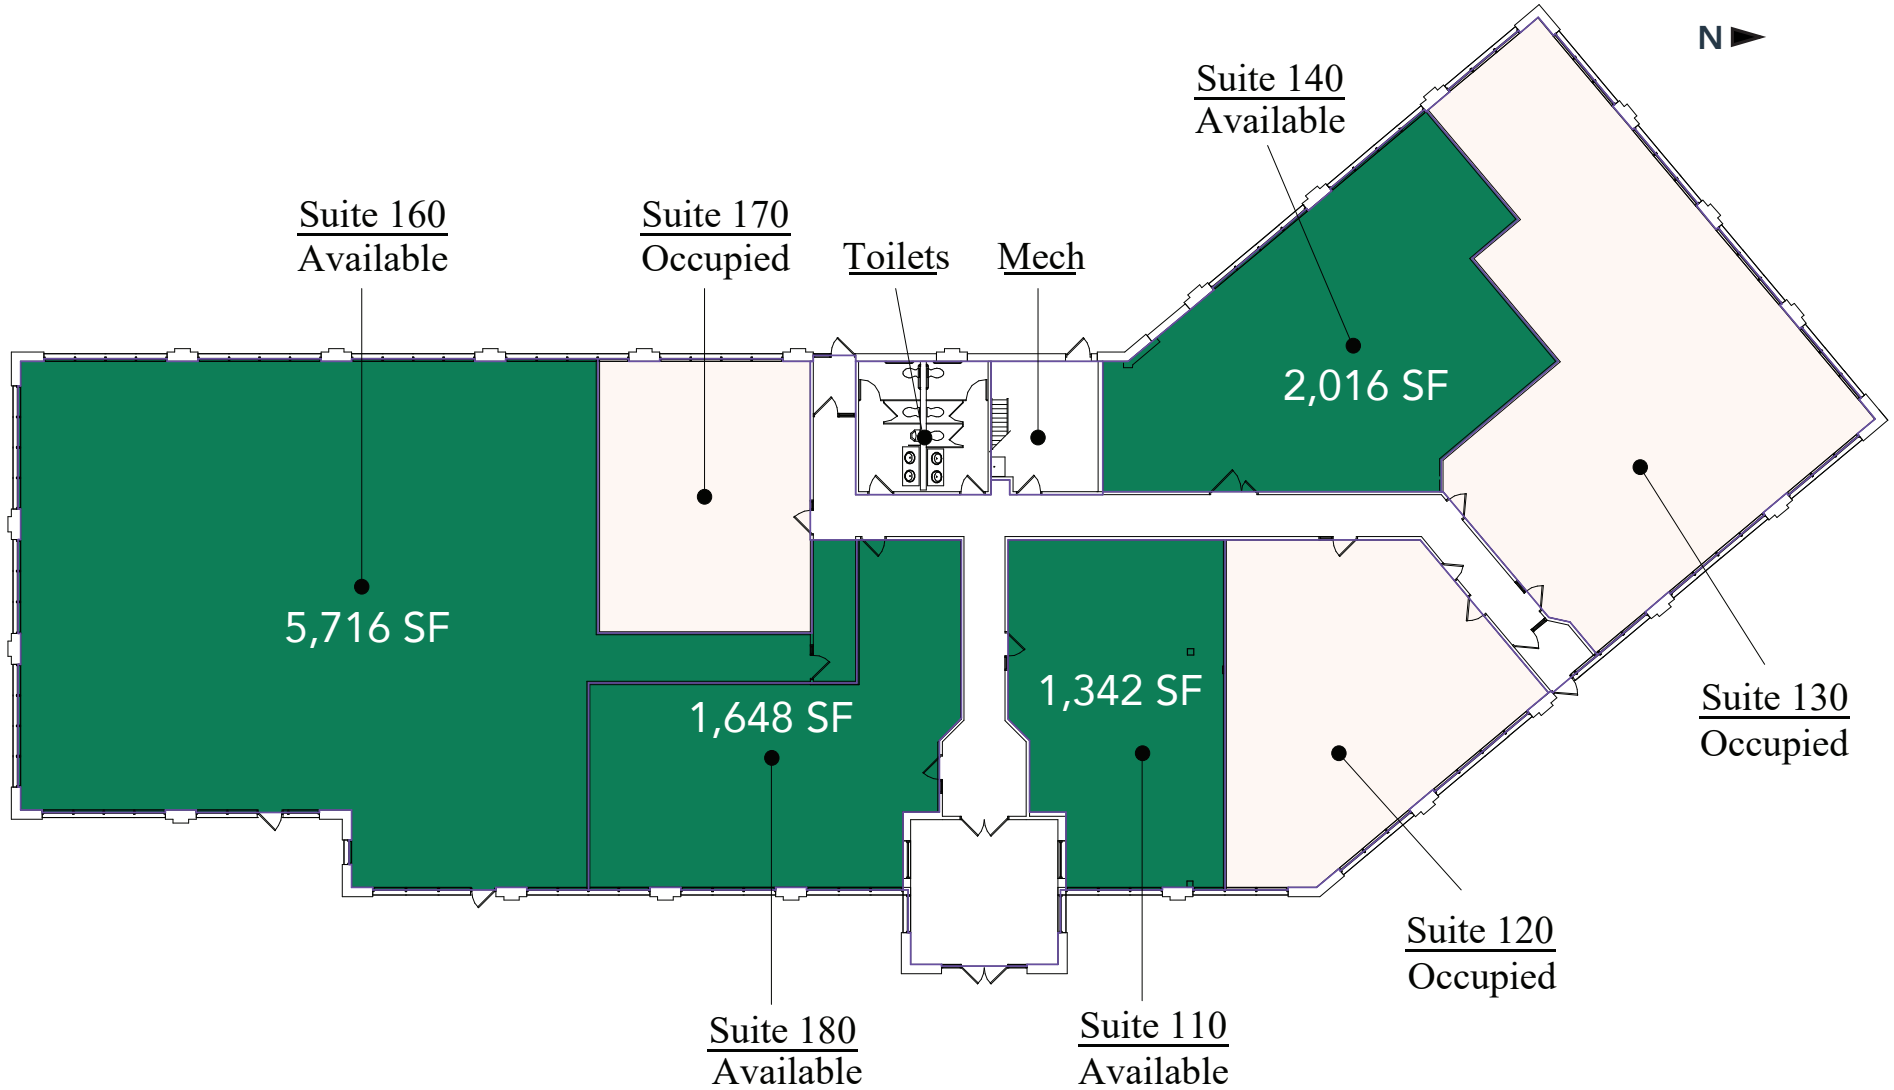 N
Suite 140
Available
Suite 160
Available
Suite 170
Occupied
Toilets
Mech
2,016 SF
5,716 SF
1,648 SF
1,342 SF
Suite 130
Occupied
Suite 120
Occupied
Suite 180
Available
Suite 110
Available